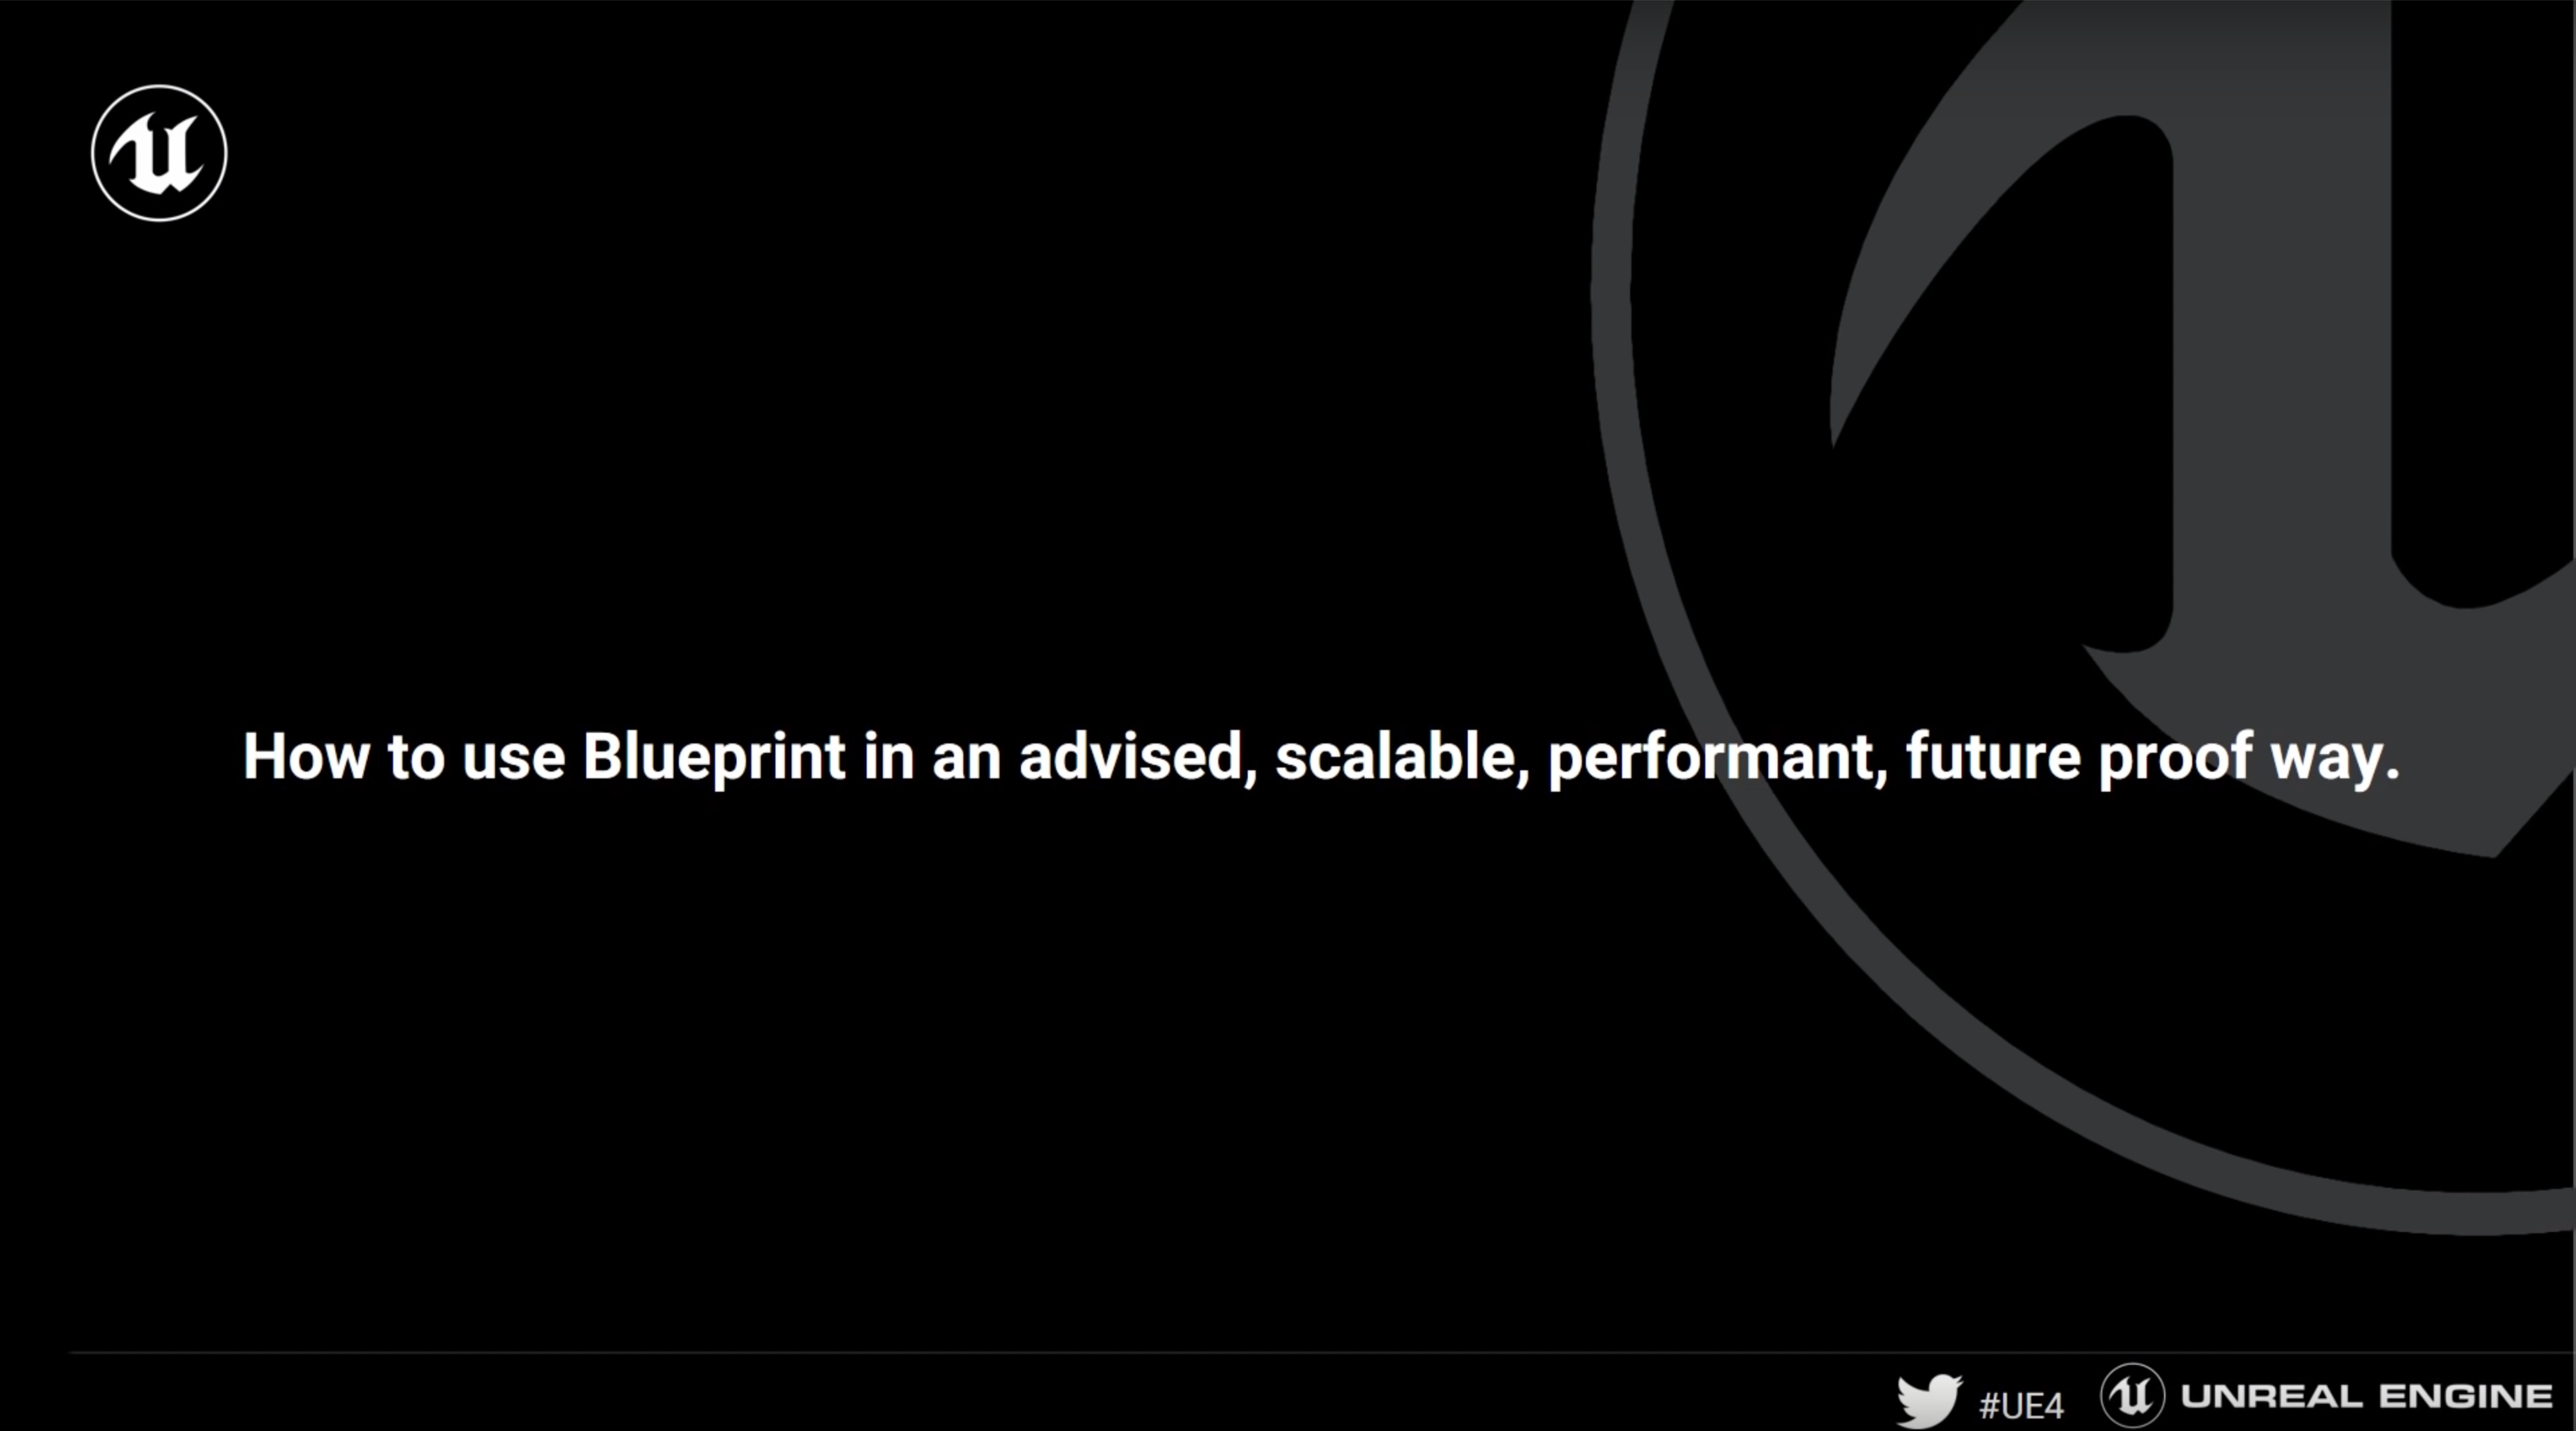 How to use Blueprint in an advised, scalable, performant, future proof way.
#UE4
UNREAL ENGINE